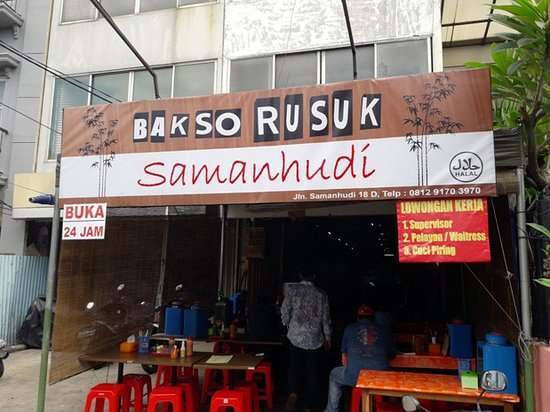 BAKSO RUSUK
Samanhudi
Jln. Samanhudi 18 D, Telp : 0812 9170 3970
حلال
HALAL
BUKA
24 JAM
LOWONGAN KERJA
1. Supervisor
2. Pelayan / Waitress
3. Cuci Piring